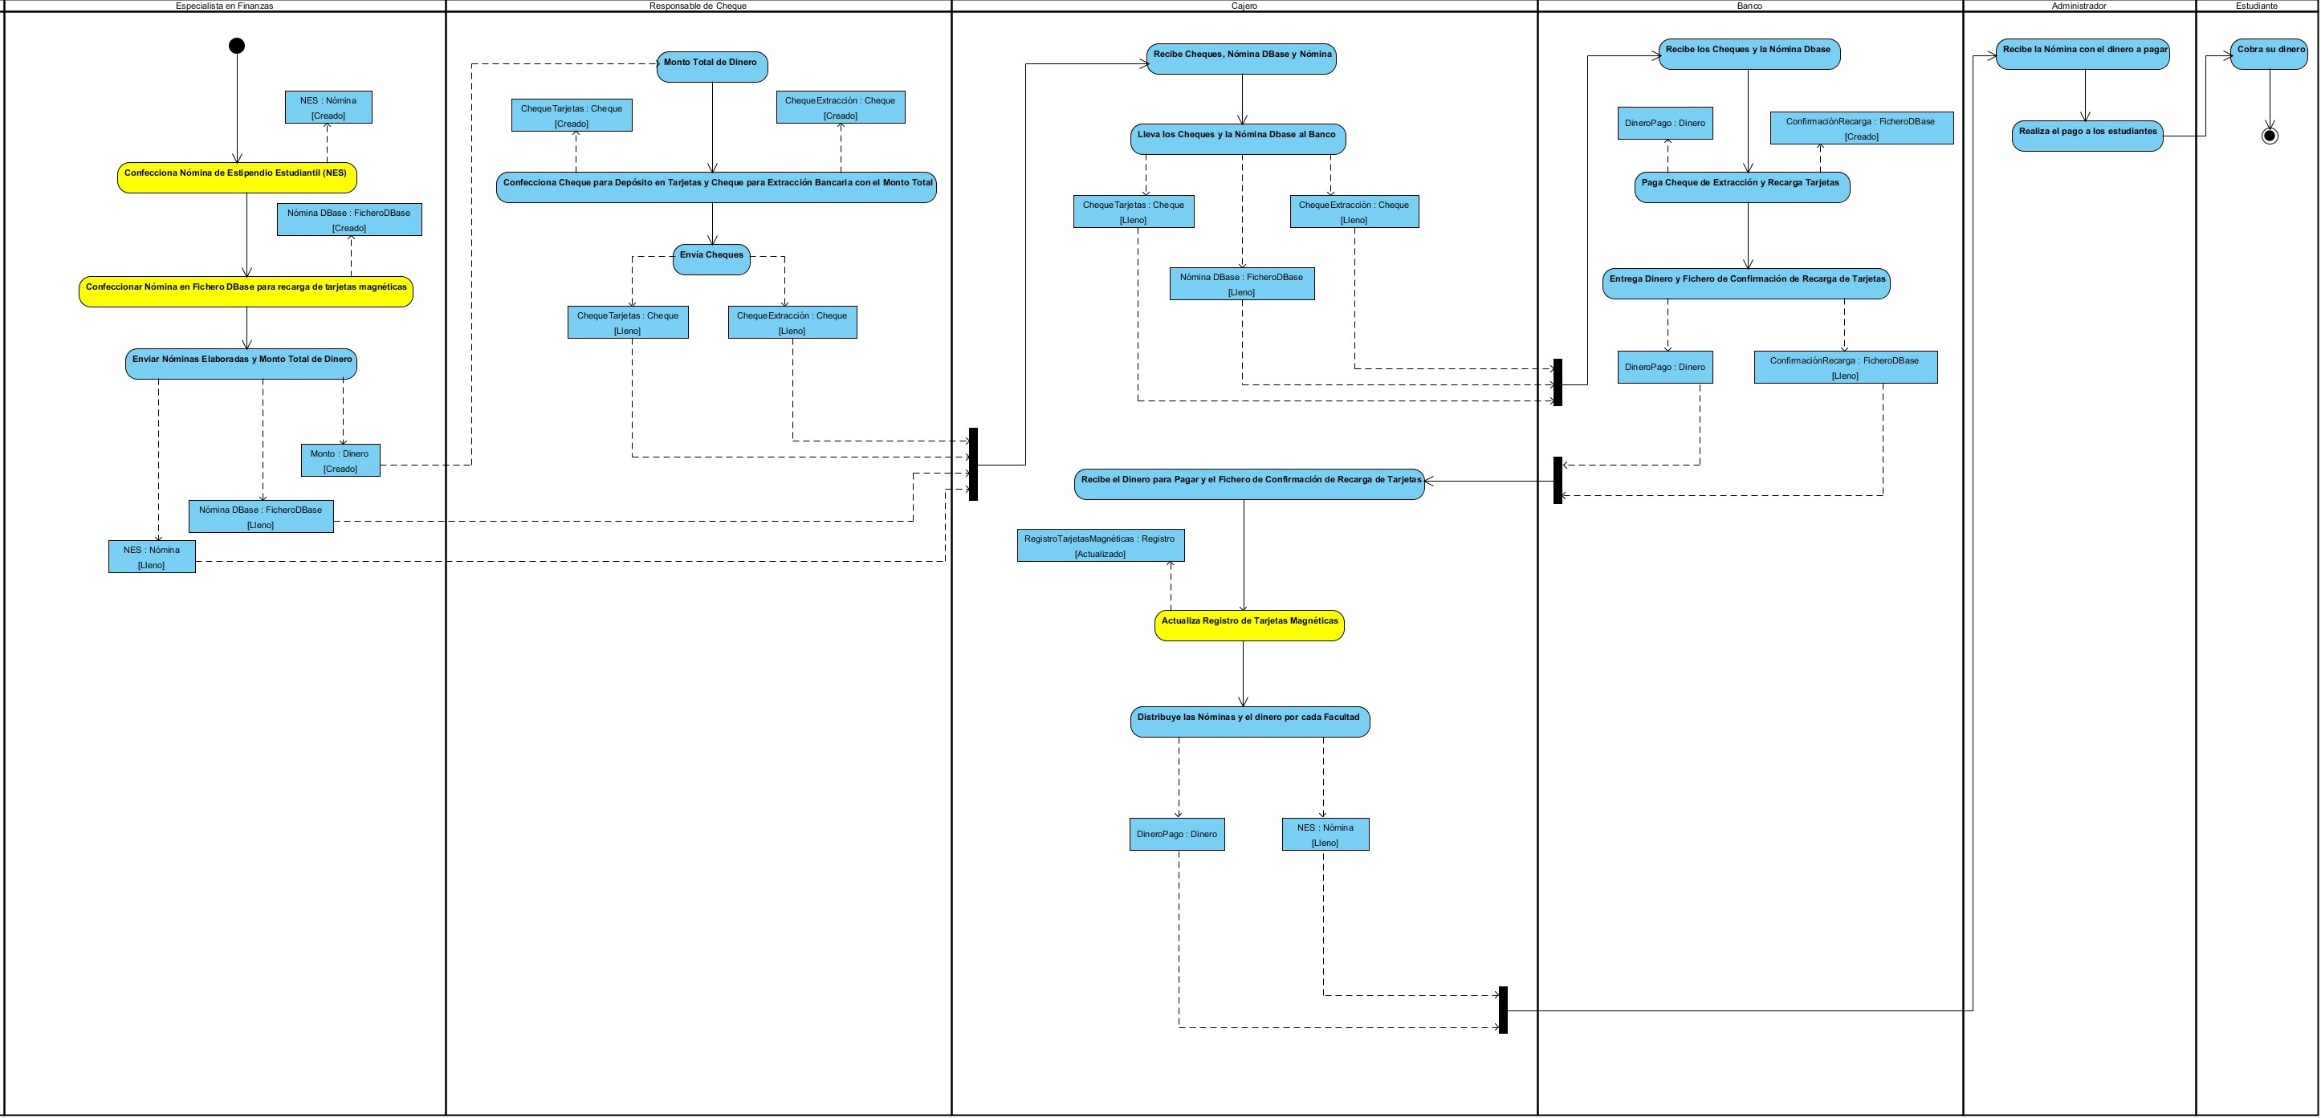 Especialista en Finanzas
Responsable de Cheque
Cajero
Banco
Administrador
Estudiante
NES : Nómina
[Creado]
Confecciona Nómina de Estipendio Estudiantil (NES)
Nómina DBase : FicheroDBase
[Creado]
Confeccionar Nómina en Fichero DBase para recarga de tarjetas magnéticas
Enviar Nóminas Elaboradas y Monto Total de Dinero
Monto : Dinero
[Creado]
Nómina DBase : FicheroDBase
[Lleno]
NES : Nómina
[Lleno]
Monto Total de Dinero
ChequeTarjetas : Cheque
[Creado]
ChequeExtracción : Cheque
[Creado]
Confecciona Cheque para Depósito en Tarjetas y Cheque para Extracción Bancaria con el Monto Total
Envía Cheques
ChequeTarjetas : Cheque
[Lleno]
ChequeExtracción : Cheque
[Lleno]
Recibe Cheques, Nómina DBase y Nómina
Lleva los Cheques y la Nómina Dbase al Banco
ChequeTarjetas : Cheque
[Lleno]
ChequeExtracción : Cheque
[Lleno]
Nómina DBase : FicheroDBase
[Lleno]
Recibe el Dinero para Pagar y el Fichero de Confirmación de Recarga de Tarjetas
RegistroTarjetasMagnéticas : Registro
[Actualizado]
Actualiza Registro de Tarjetas Magnéticas
Distribuye las Nóminas y el dinero por cada Facultad
DineroPago : Dinero
NES : Nómina
[Lleno]
Recibe los Cheques y la Nómina Dbase
DineroPago : Dinero
ConfirmaciónRecarga : FicheroDBase
[Creado]
Paga Cheque de Extracción y Recarga Tarjetas
Entrega Dinero y Fichero de Confirmación de Recarga de Tarjetas
DineroPago : Dinero
ConfirmaciónRecarga : FicheroDBase
[Lleno]
Recibe la Nómina con el dinero a pagar
Realiza el pago a los estudiantes
Cobra su dinero